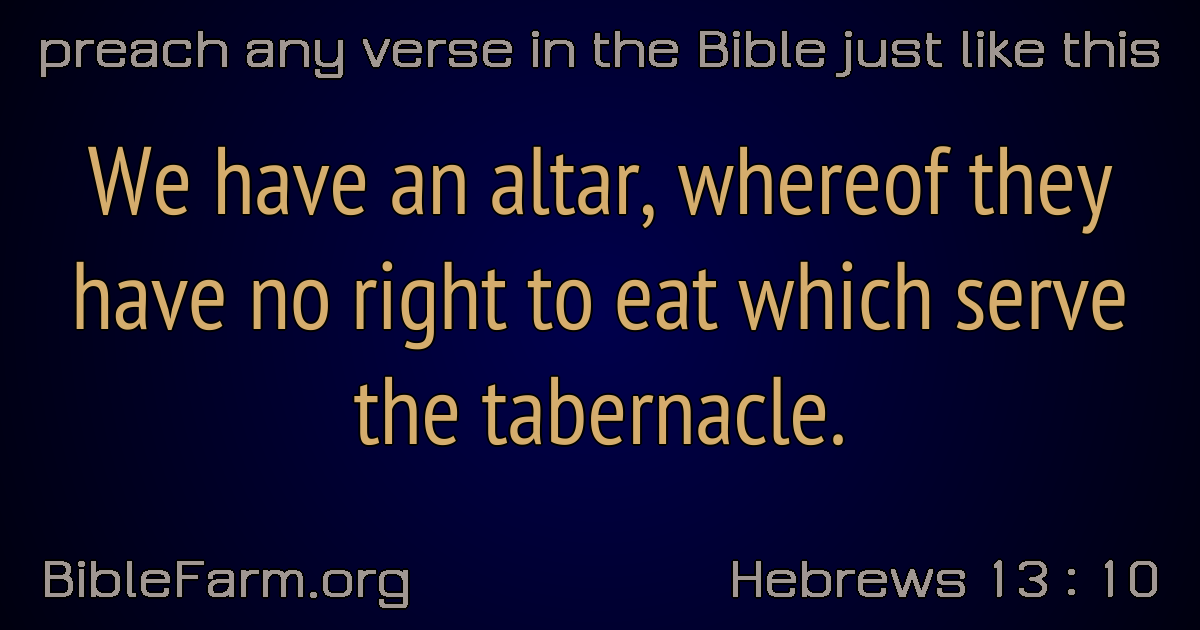 preach any verse in the Bible just like this
We have an altar, whereof they
have no right to eat which serve
the tabernacle.
BibleFarm.org
Hebrews 13 : 10